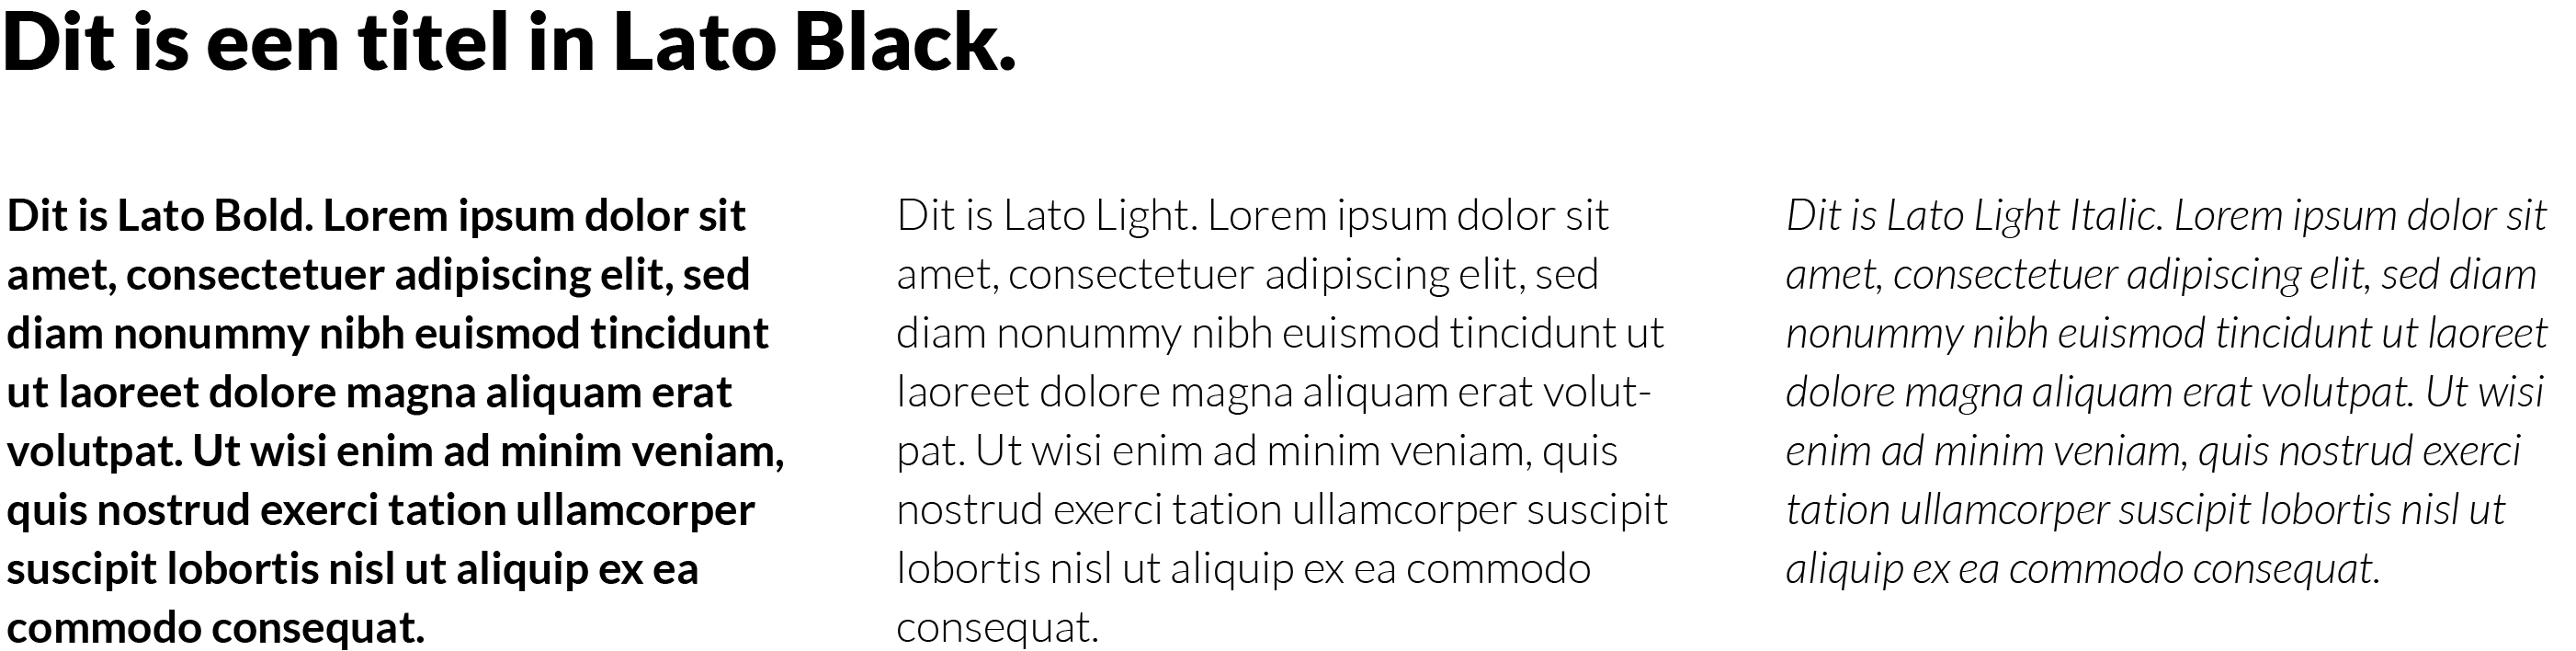 Dit is een titel in Lato Black.
Dit is Lato Bold. Lorem ipsum dolor sit
amet, consectetuer adipiscing elit, sed
diam nonummy nibh euismod tincidunt
ut laoreet dolore magna aliquam erat
volutpat. Ut wisi enim ad minim veniam,
quis nostrud exerci tation ullamcorper
suscipit lobortis nisl ut aliquip ex ea
commodo consequat.
Dit is Lato Light. Lorem ipsum dolor sit
amet, consectetuer adipiscing elit, sed
diam nonummy nibh euismod tincidunt ut
laoreet dolore magna aliquam erat volut-
pat. Ut wisi enim ad minim veniam, quis
nostrud exerci tation ullamcorper suscipit
lobortis nisl ut aliquip ex ea commodo
consequat.
Dit is Lato Light Italic. Lorem ipsum dolor sit
amet, consectetuer adipiscing elit, sed diam
nonummy nibh euismod tincidunt ut laoreet
dolore magna aliquam erat volutpat. Ut wisi
enim ad minim veniam, quis nostrud exerci
tation ullamcorper suscipit lobortis nisl ut
aliquip ex ea commodo consequat.